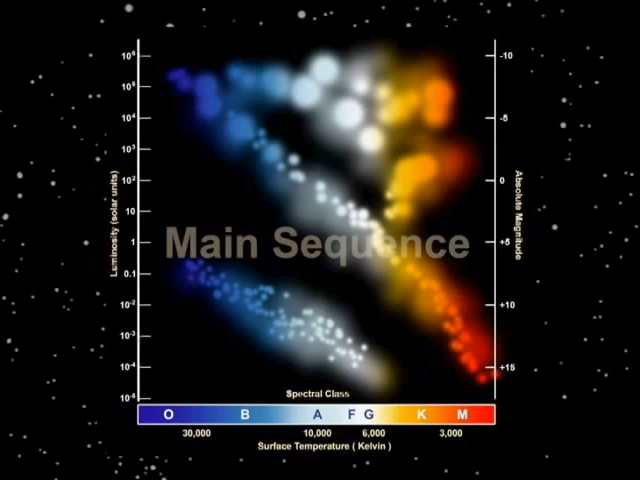 10⁶
10⁵
10⁴
10³
10²
10
1
0.1
10⁻²
10⁻³
10⁻⁴
10⁻⁵
Luminosity (solar units)
-10
-5
0
+5
+10
+15
Absolute Magnitude
Main Sequence
Spectral Class
O B A F G K M
30,000 10,000 6,000 3,000
Surface Temperature ( Kelvin )